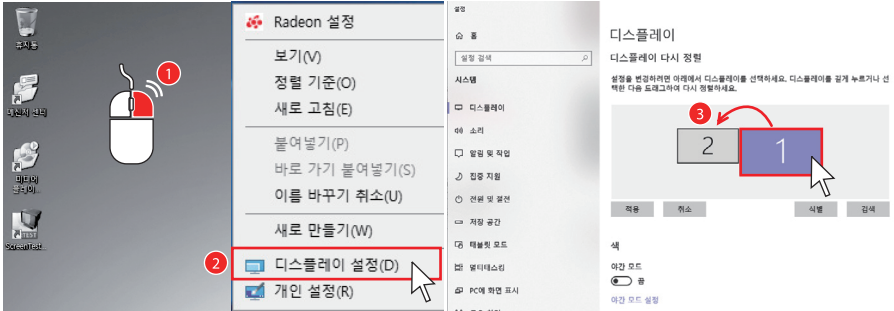 휴지통
메신저 센터
미디어
플레이...
TEST
ScreenTest...
1
Radeon 설정
보기(V)
정렬 기준(O)
새로 고침(E)
붙여넣기(P)
바로 가기 붙여넣기(S)
이름 바꾸기 취소(U)
새로 만들기(W)
2
디스플레이 설정(D)
개인 설정(R)
설정
홈
설정 검색
시스템
디스플레이
소리
알림 및 작업
집중 지원
전원 및 절전
저장 공간
태블릿 모드
멀티태스킹
PC에 화면 표시
디스플레이
디스플레이 다시 정렬
설정을 변경하려면 아래에서 디스플레이를 선택하세요. 디스플레이를 길게 누르거나 선
택한 다음 드래그하여 다시 정렬하세요.
3
2
1
적용
취소
식별
검색
색
야간 모드
끔
야간 모드 설정